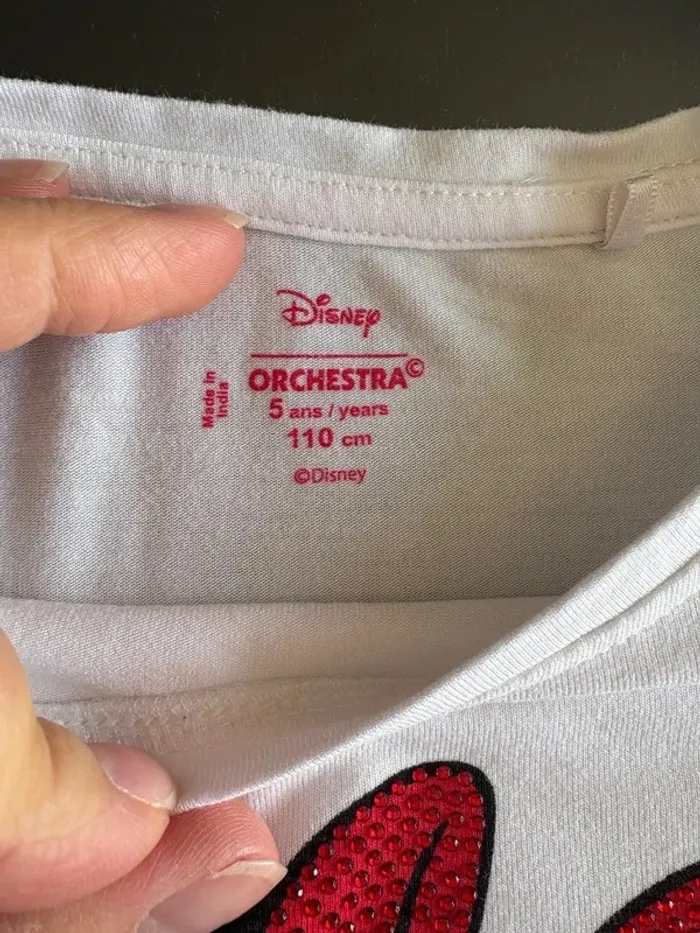 Disney
ORCHESTRA©
5 ans / years
110 cm
©Disney
Made in
India